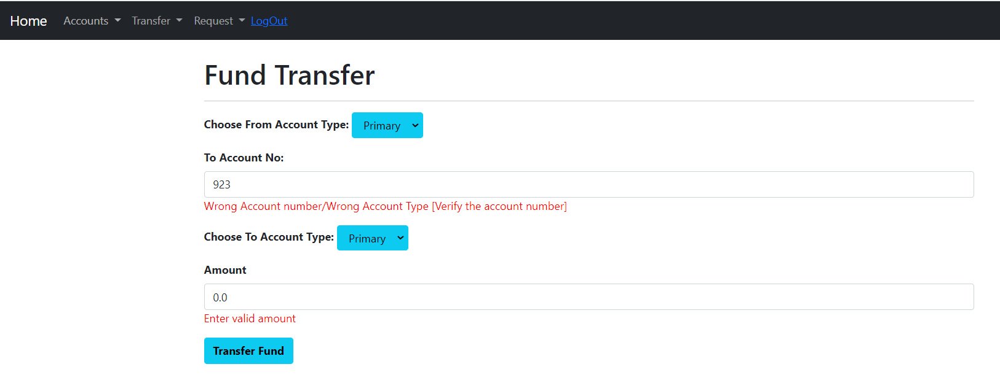 Home Accounts Transfer Request LogOut
Fund Transfer
Choose From Account Type: Primary
To Account No:
923
Wrong Account number/Wrong Account Type [Verify the account number]
Choose To Account Type: Primary
Amount
0.0
Enter valid amount
Transfer Fund